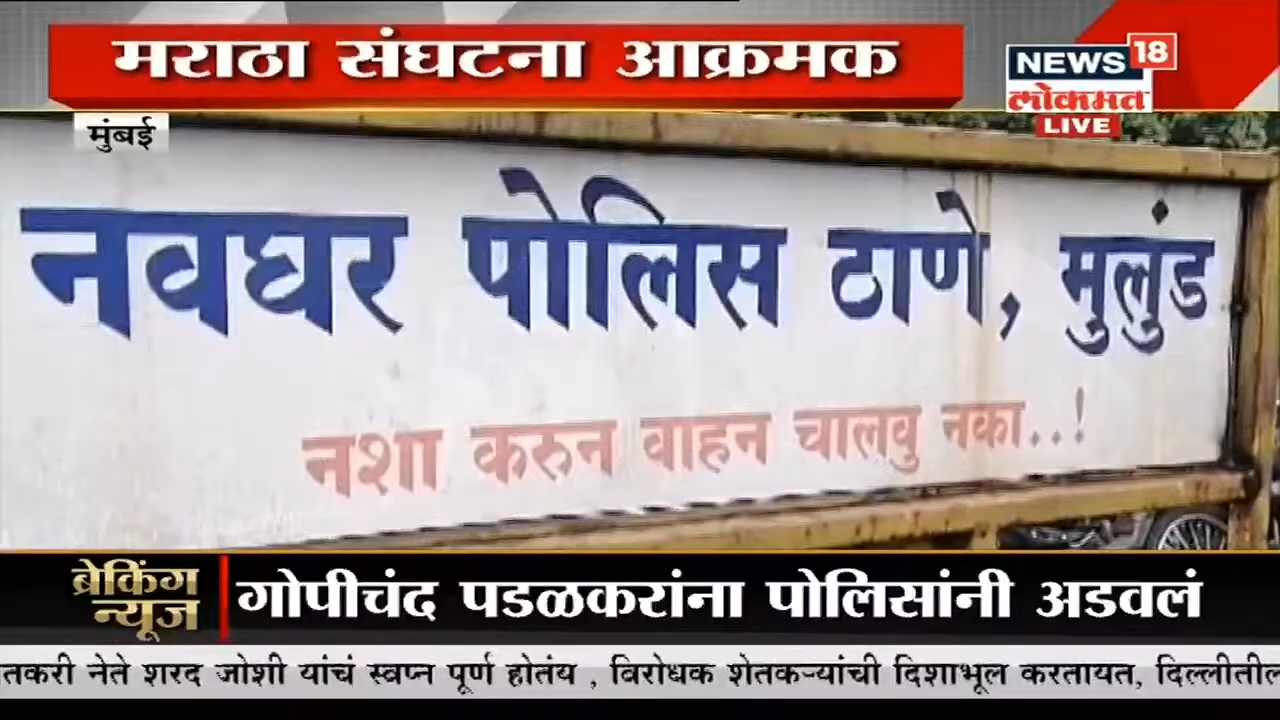 मराठा संघटना आक्रमक
NEWS 18
लोकमत
LIVE
मुंबई
नवघर पोलिस ठाणे, मुलुंड
नशा करुन वाहन चालवु नका..!
ब्रेकिंग
न्यूज
गोपीचंद पडळकरांना पोलिसांनी अडवलं
तकरी नेते शरद जोशी यांचं स्वप्न पूर्ण होतंय , विरोधक शेतकऱ्यांची दिशाभूल करतायत, दिल्लीतील